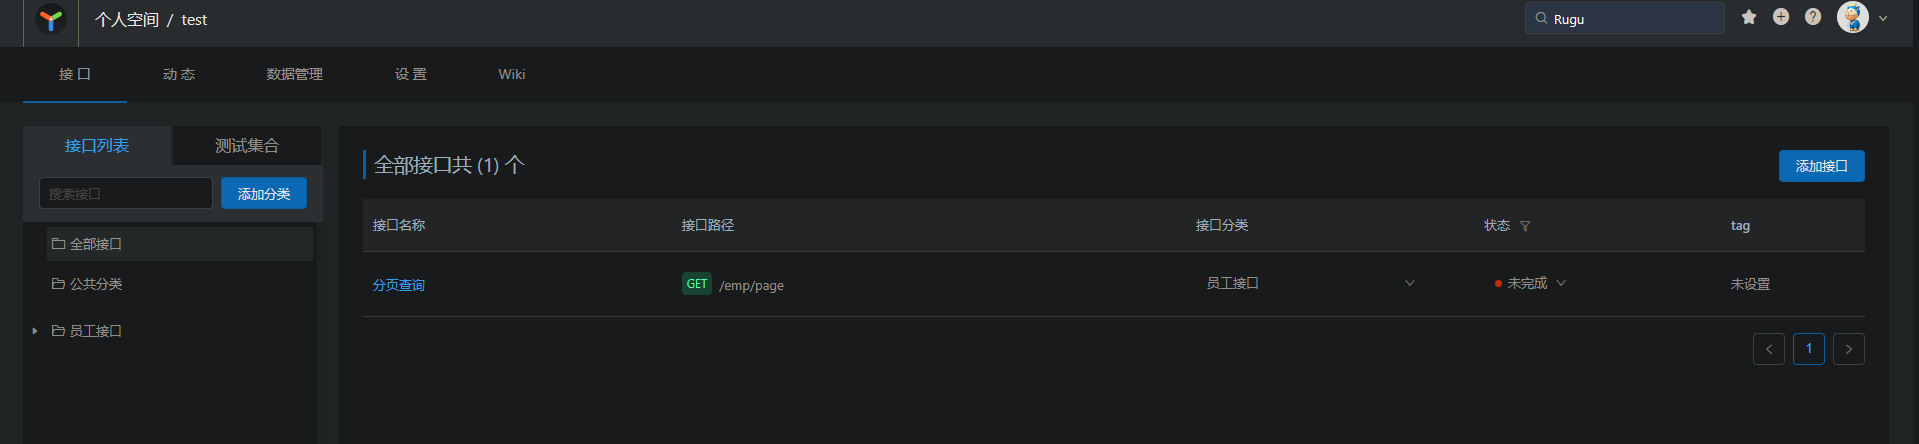 个人空间 / test
Rugu
接 口
动 态
数据管理
设 置
Wiki
接口列表
测试集合
搜索接口
添加分类
全部接口
公共分类
员工接口
全部接口共 (1) 个
添加接口
接口名称 接口路径 接口分类 状态 tag
分页查询 GET /emp/page 员工接口 未完成 未设置
1